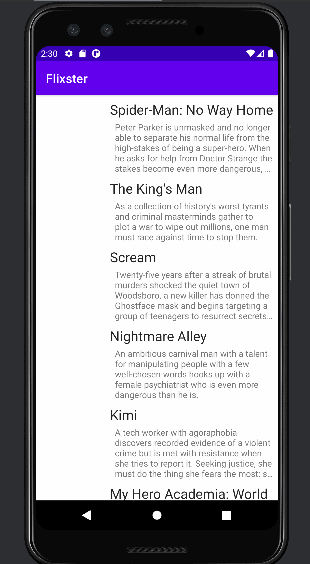 2:30
Flixster
Spider-Man: No Way Home
Peter Parker is unmasked and no longer
able to separate his normal life from the
high-stakes of being a super-hero. When
he asks for help from Doctor Strange the
stakes become even more dangerous, ...
The King's Man
As a collection of history's worst tyrants
and criminal masterminds gather to
plot a war to wipe out millions, one man
must race against time to stop them.
Scream
Twenty-five years after a streak of brutal
murders shocked the quiet town of
Woodsboro, a new killer has donned the
Ghostface mask and begins targeting a
group of teenagers to resurrect secrets...
Nightmare Alley
An ambitious carnival man with a talent
for manipulating people with a few
well-chosen words hooks up with a
female psychiatrist who is even more
dangerous than he is.
Kimi
A tech worker with agoraphobia
discovers recorded evidence of a violent
crime but is met with resistance when
she tries to report it. Seeking justice, she
must do the thing she fears the most: s...
My Hero Academia: World